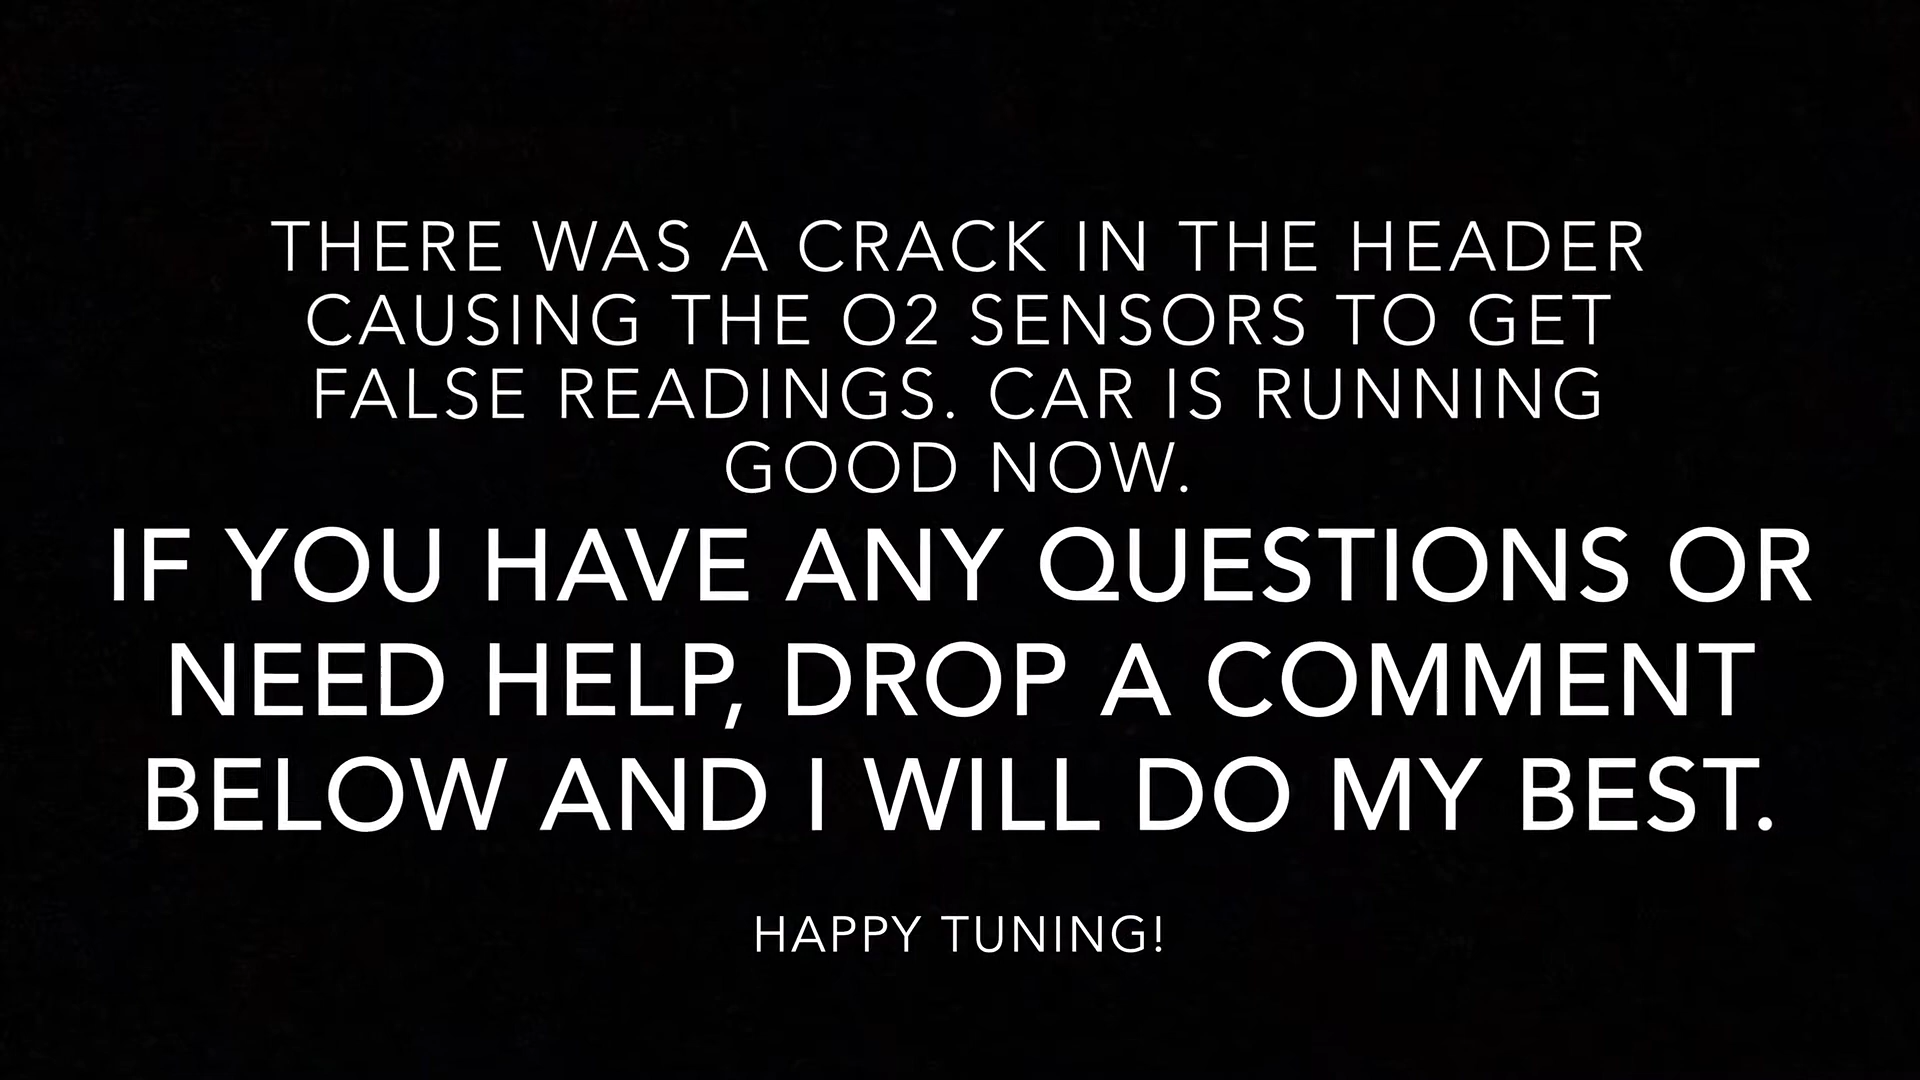 THERE WAS A CRACK IN THE HEADER
CAUSING THE O2 SENSORS TO GET
FALSE READINGS. CAR IS RUNNING
GOOD NOW.
IF YOU HAVE ANY QUESTIONS OR
NEED HELP, DROP A COMMENT
BELOW AND I WILL DO MY BEST.
HAPPY TUNING!